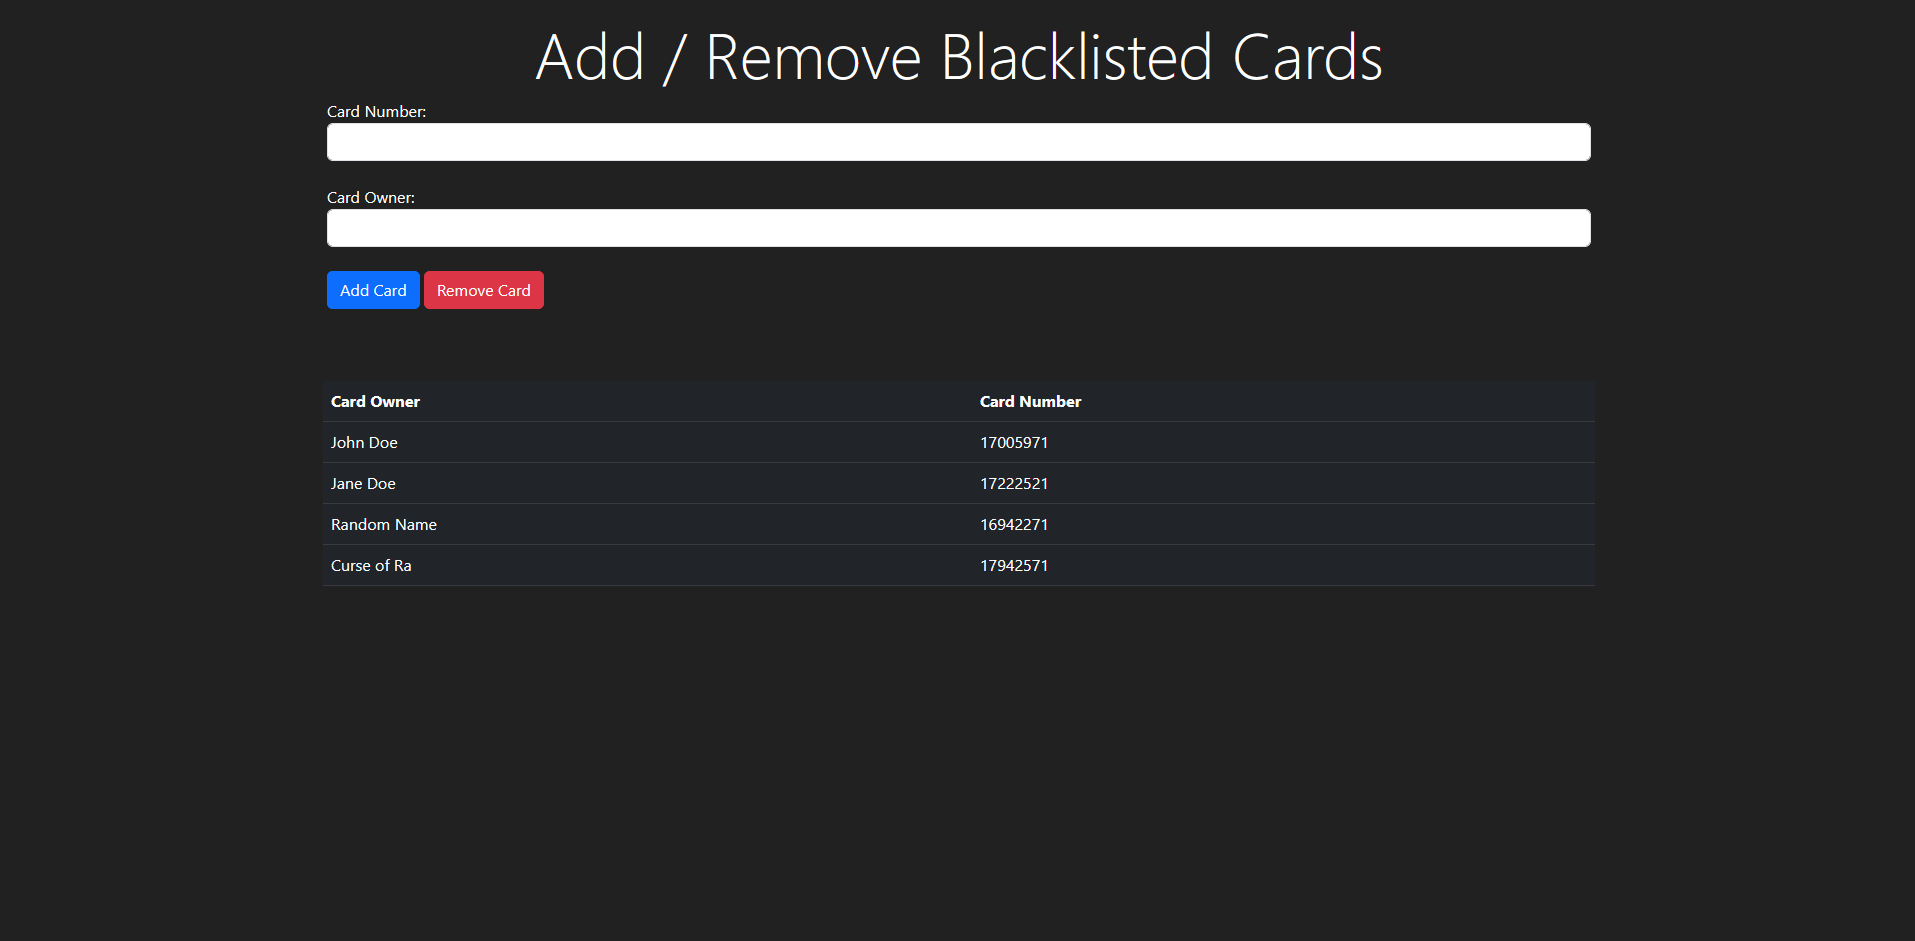 Add / Remove Blacklisted Cards
Card Number:
Card Owner:
Add Card Remove Card
Card Owner Card Number
John Doe 17005971
Jane Doe 17222521
Random Name 16942271
Curse of Ra 17942571